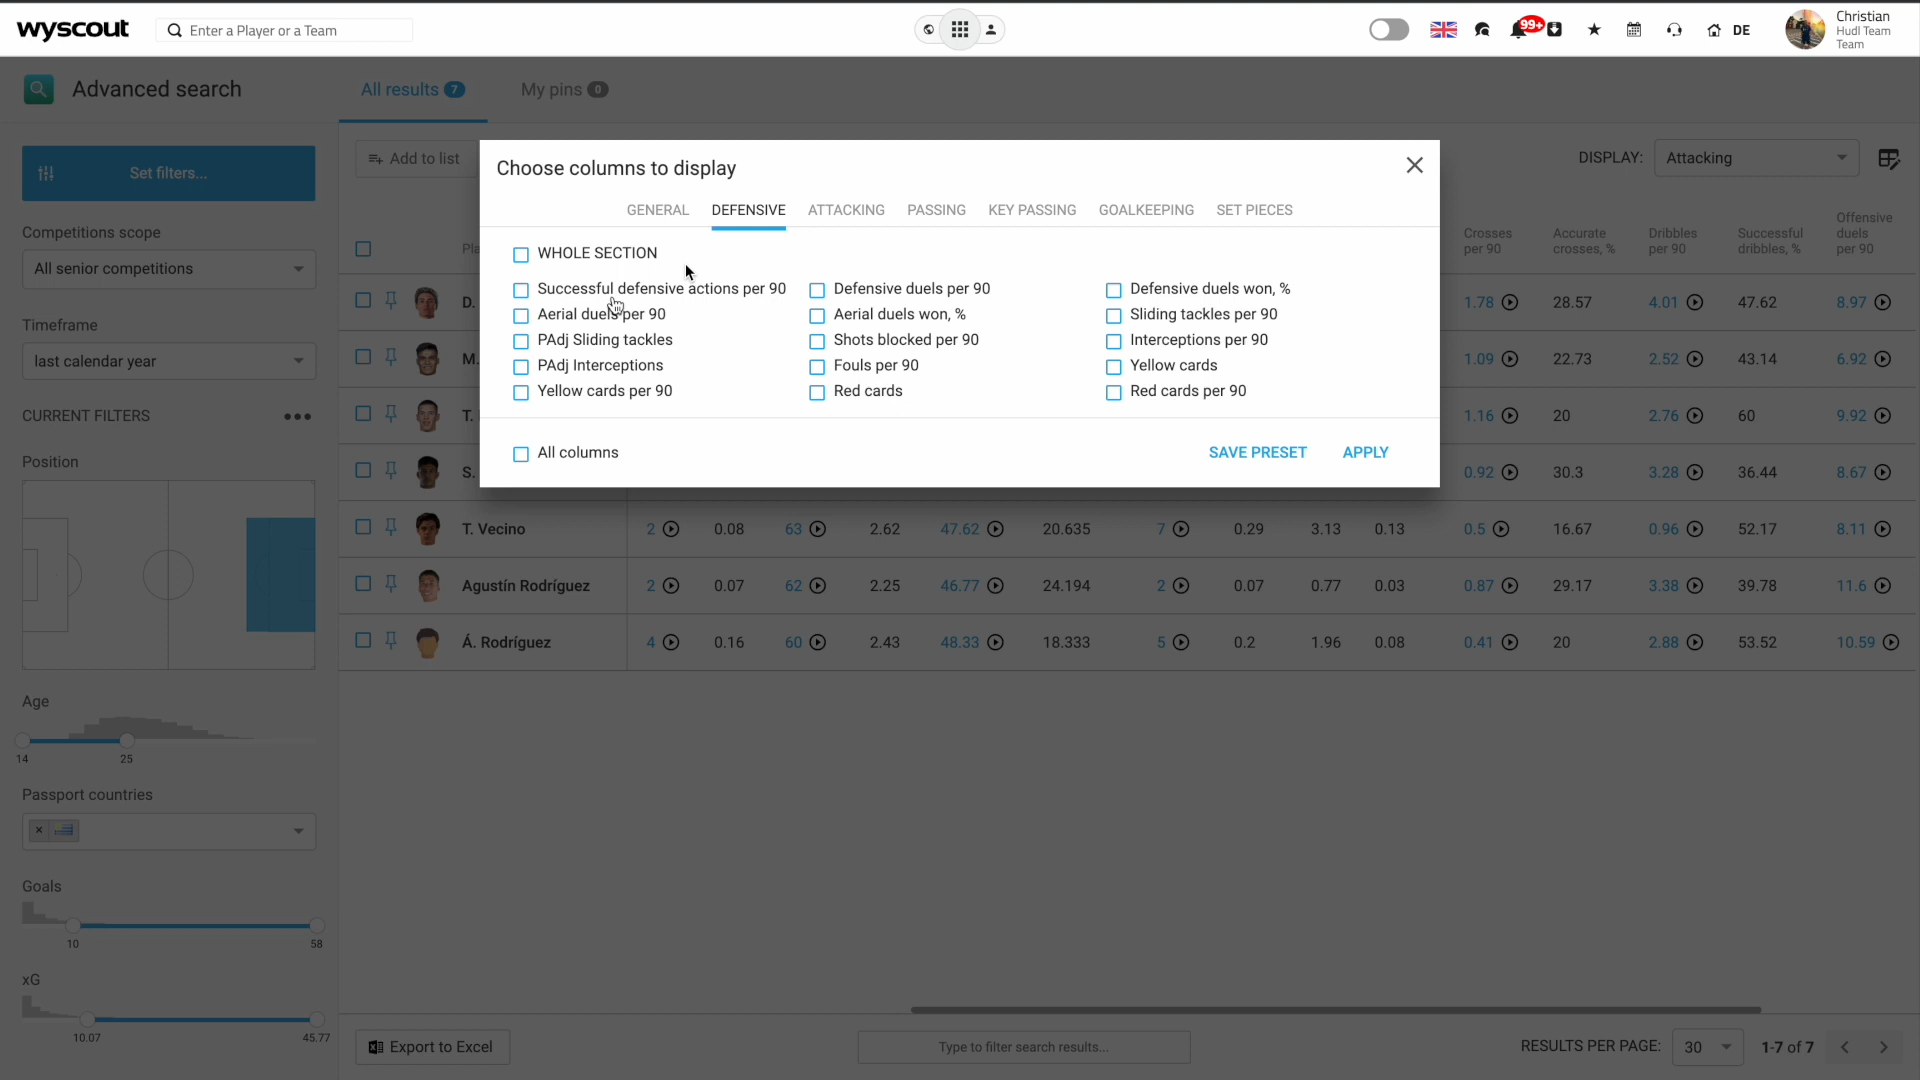 wyscout
Enter a Player or a Team
99+
DE
Christian
Hudl Team
Team
Advanced search
All results 7
My pins 0
Set filters...
Add to list
DISPLAY:
Attacking
Choose columns to display
GENERAL DEFENSIVE ATTACKING PASSING KEY PASSING GOALKEEPING SET PIECES
WHOLE SECTION
Successful defensive actions per 90 Defensive duels per 90 Defensive duels won, %
Aerial duels per 90 Aerial duels won, % Sliding tackles per 90
PAdj Sliding tackles Shots blocked per 90 Interceptions per 90
PAdj Interceptions Fouls per 90 Yellow cards
Yellow cards per 90 Red cards Red cards per 90
All columns
SAVE PRESET APPLY
Competitions scope
All senior competitions
Timeframe
last calendar year
CURRENT FILTERS
Position
Age
14 25
Passport countries
Goals
10 58
xG
10.07 45.77
Pla
Crosses per 90
Accurate crosses, %
Dribbles per 90
Successful dribbles, %
Offensive duels per 90
D. 1.78 28.57 4.01 47.62 8.97
M. 1.09 22.73 2.52 43.14 6.92
T. 1.16 20 2.76 60 9.92
S. 0.92 30.3 3.28 36.44 8.67
T. Vecino 2 0.08 63 2.62 47.62 20.635 7 0.29 3.13 0.13 0.5 16.67 0.96 52.17 8.11
Agustín Rodríguez 2 0.07 62 2.25 46.77 24.194 2 0.07 0.77 0.03 0.87 29.17 3.38 39.78 11.6
Á. Rodríguez 4 0.16 60 2.43 48.33 18.333 5 0.2 1.96 0.08 0.41 20 2.88 53.52 10.59
Export to Excel
Type to filter search results...
RESULTS PER PAGE: 30 1-7 of 7